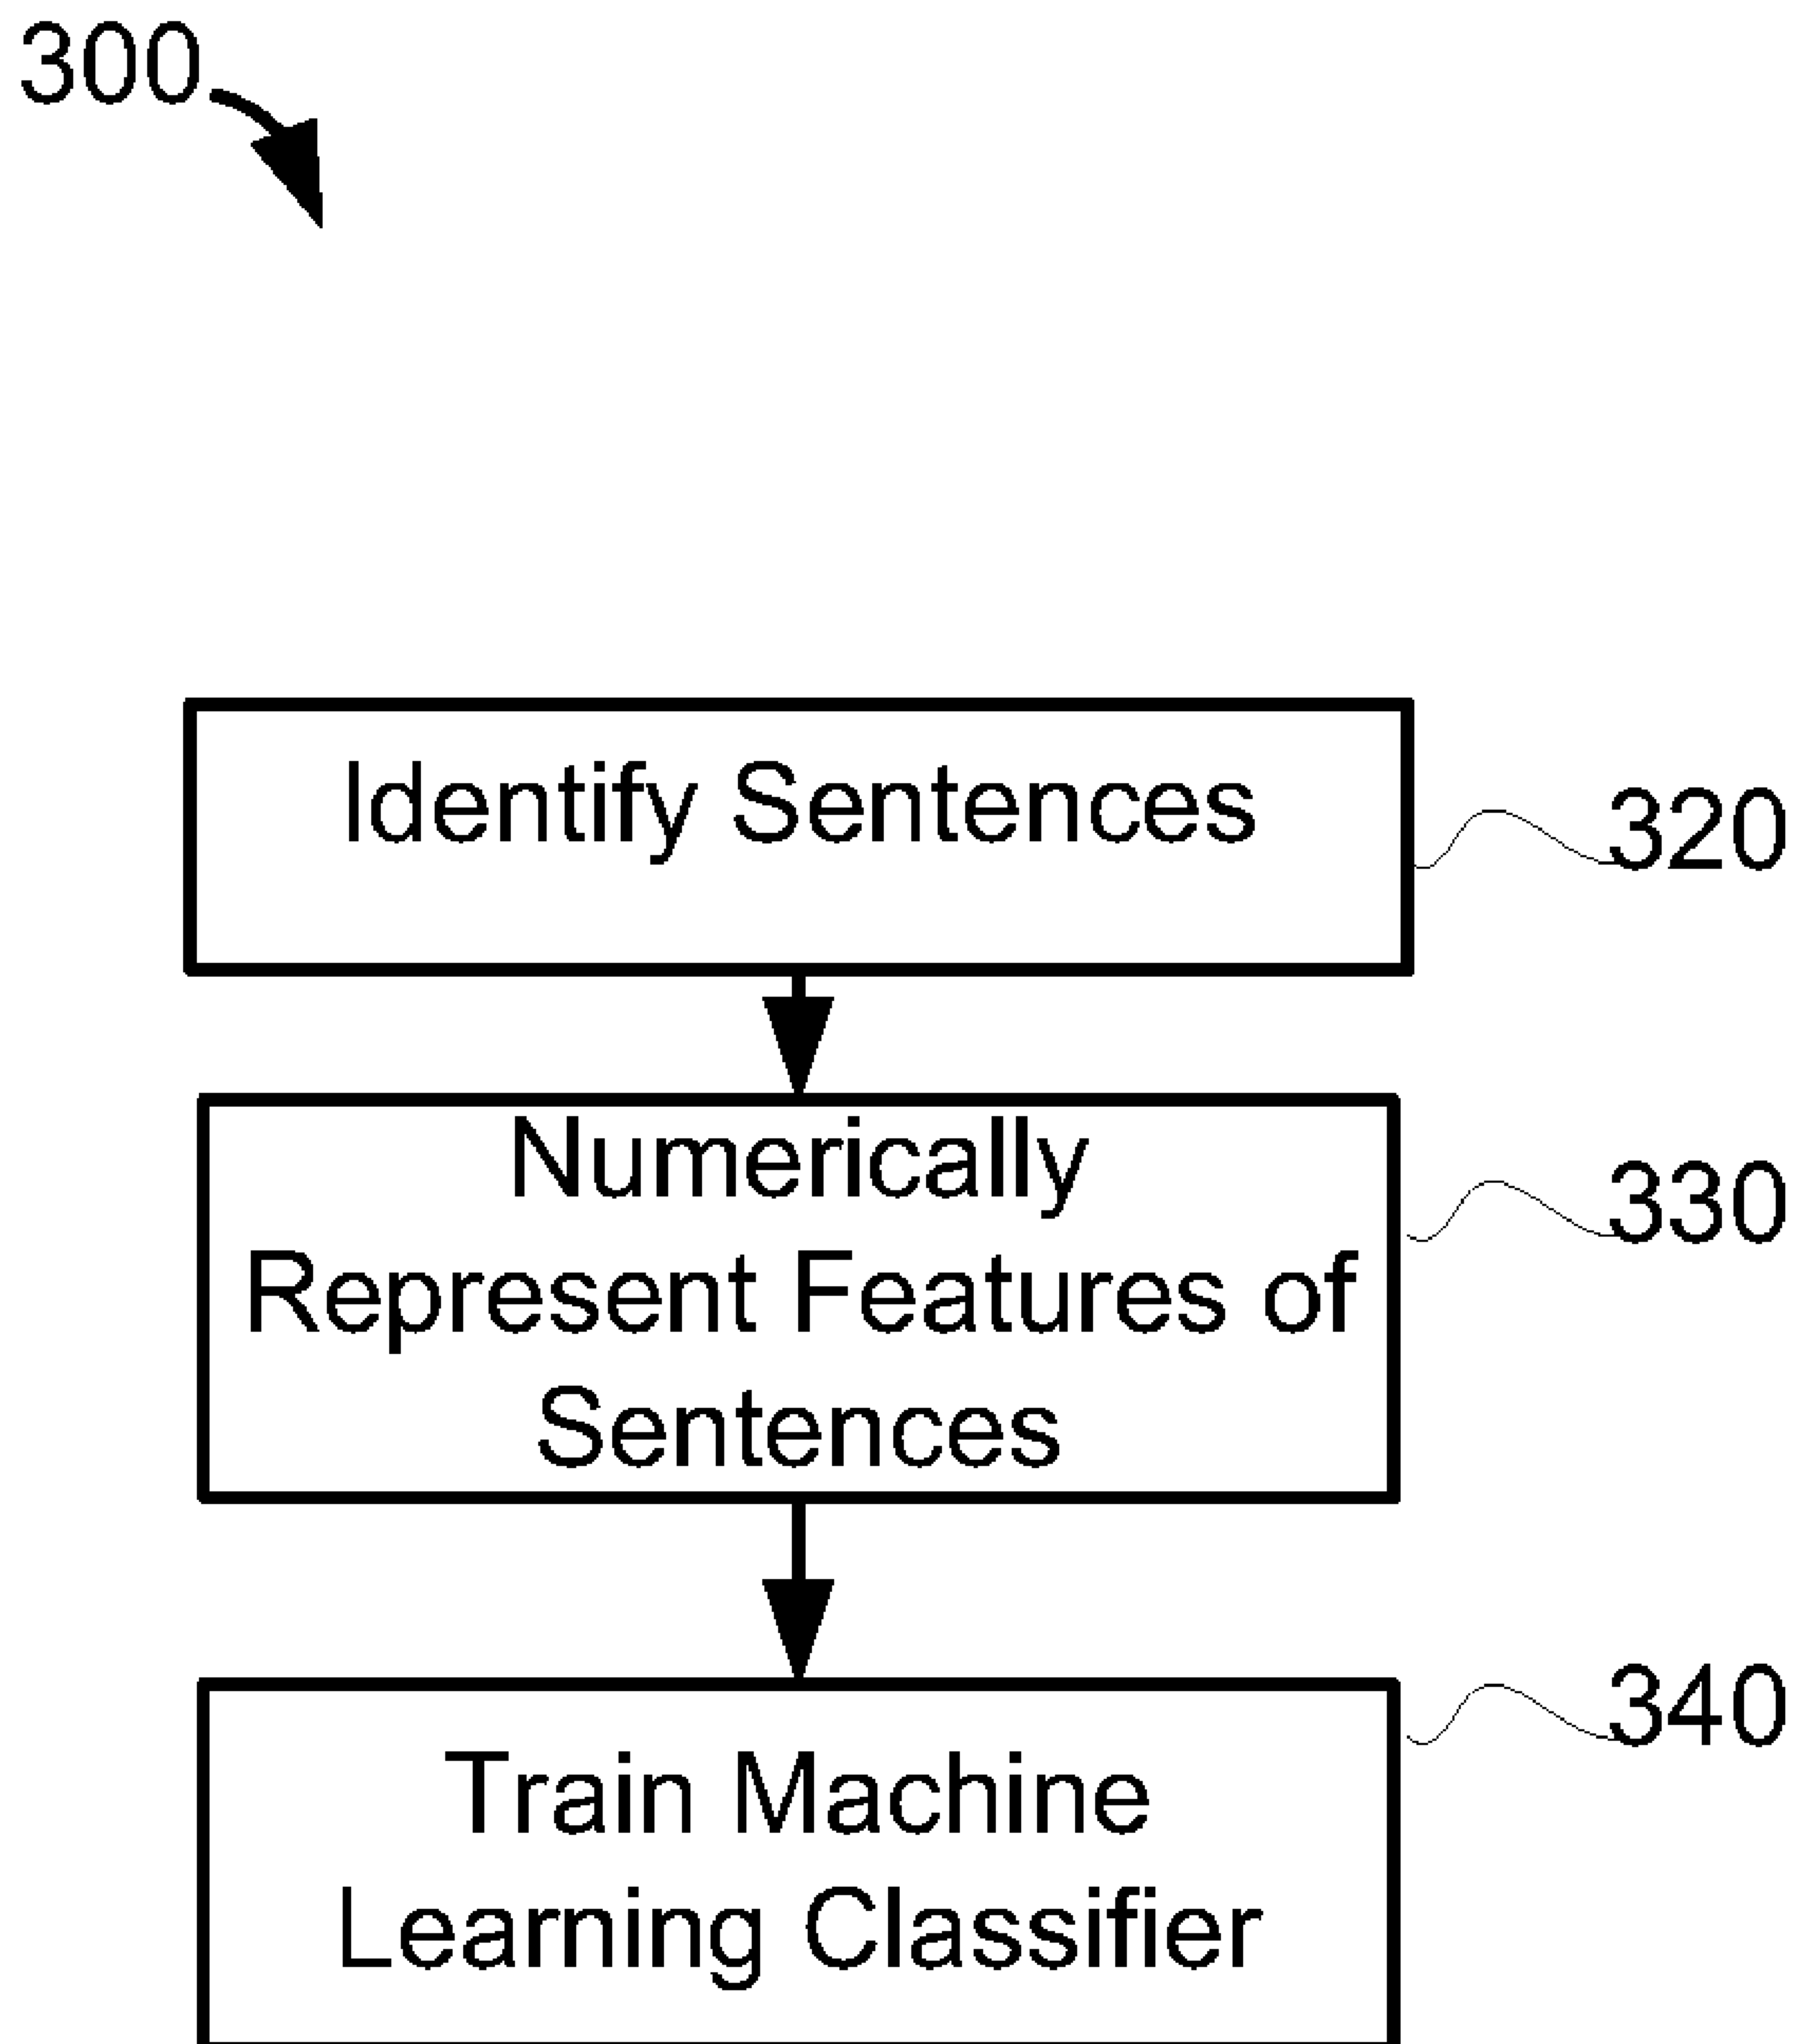 300
Identify Sentences
320
Numerically
Represent Features of
Sentences
330
Train Machine
Learning Classifier
340